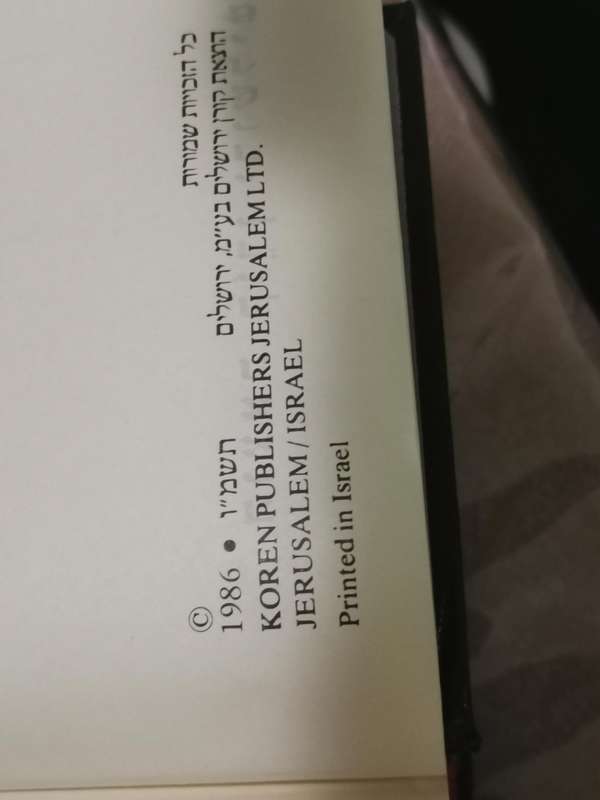 © כל הזכויות שמורות
1986 • תשמ״ו הוצאת קורן ירושלים בע״מ, ירושלים
KOREN PUBLISHERS JERUSALEM LTD.
JERUSALEM / ISRAEL
Printed in Israel